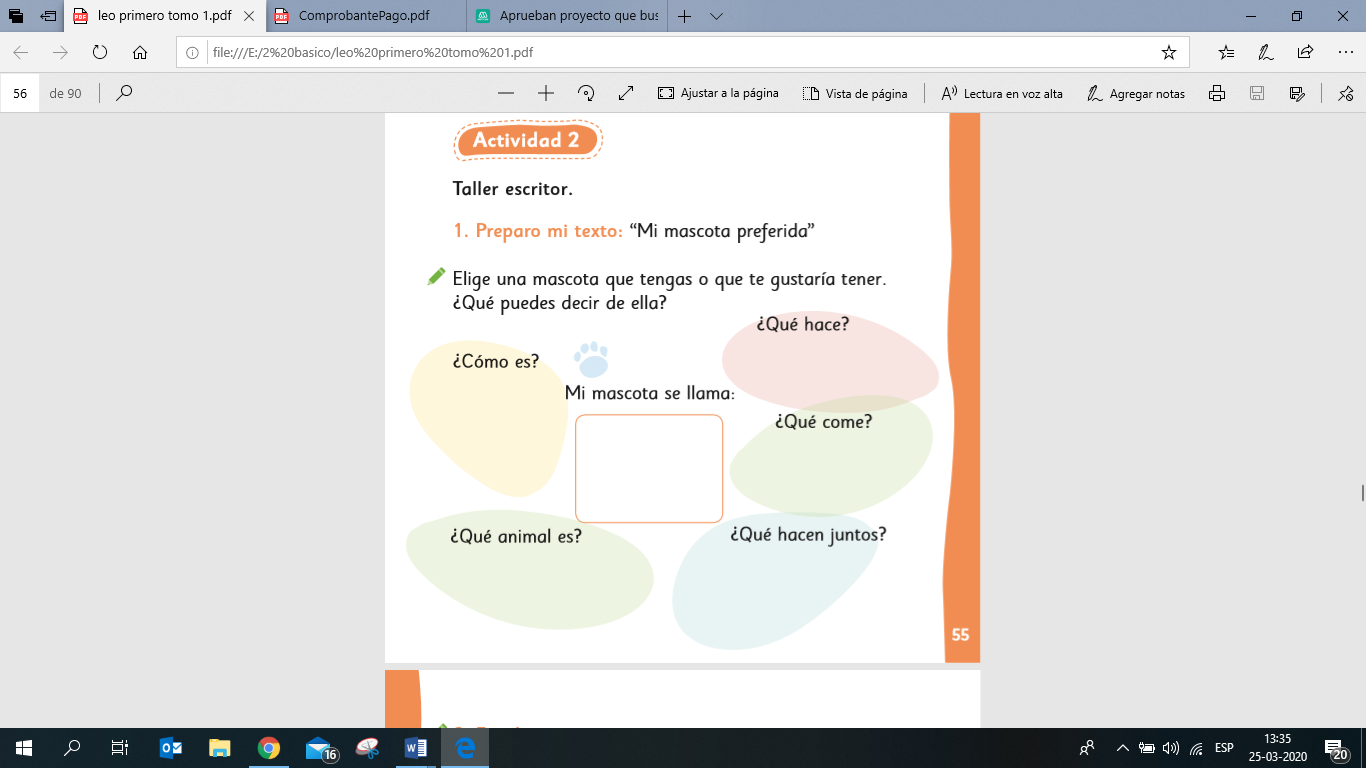 leo primero tomo 1.pdf
ComprobantePago.pdf
Aprueban proyecto que bus
file:///E:/2%20basico/leo%20primero%20tomo%201.pdf
56 de 90
Ajustar a la página
Vista de página
Lectura en voz alta
Agregar notas
Actividad 2
Taller escritor.
1. Preparo mi texto: “Mi mascota preferida”
Elige una mascota que tengas o que te gustaría tener.
¿Qué puedes decir de ella?
¿Qué hace?
¿Cómo es?
Mi mascota se llama:
¿Qué come?
¿Qué animal es?
¿Qué hacen juntos?
55
16
ESP
13:35
25-03-2020
20